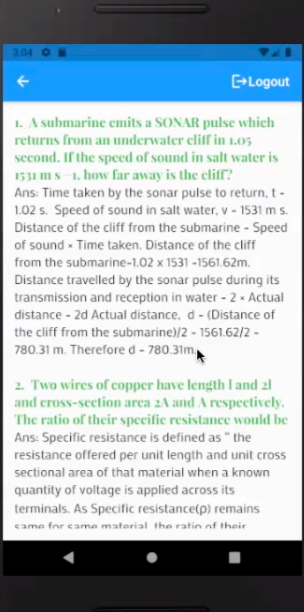 3:04
Logout
1. A submarine emits a SONAR pulse which
returns from an underwater cliff in 1.05
second. If the speed of sound in salt water is
1531 m s −1, how far away is the cliff?
Ans: Time taken by the sonar pulse to return, t -
1.02 s. Speed of sound in salt water, v - 1531 m s.
Distance of the cliff from the submarine - Speed
of sound × Time taken. Distance of the cliff
from the submarine-1.02 x 1531 -1561.62m.
Distance travelled by the sonar pulse during its
transmission and reception in water - 2 × Actual
distance - 2d Actual distance, d - (Distance of
the cliff from the submarine)/2 - 1561.62/2 -
780.31 m. Therefore d - 780.31m.
2. Two wires of copper have length l and 2l
and cross-section area 2A and A respectively.
The ratio of their specific resistance would be
Ans: Specific resistance is defined as " the
resistance offered per unit length and unit cross
sectional area of that material when a known
quantity of voltage is applied across its
terminals. As Specific resistance(ρ) remains
same for same material, the ratio of their